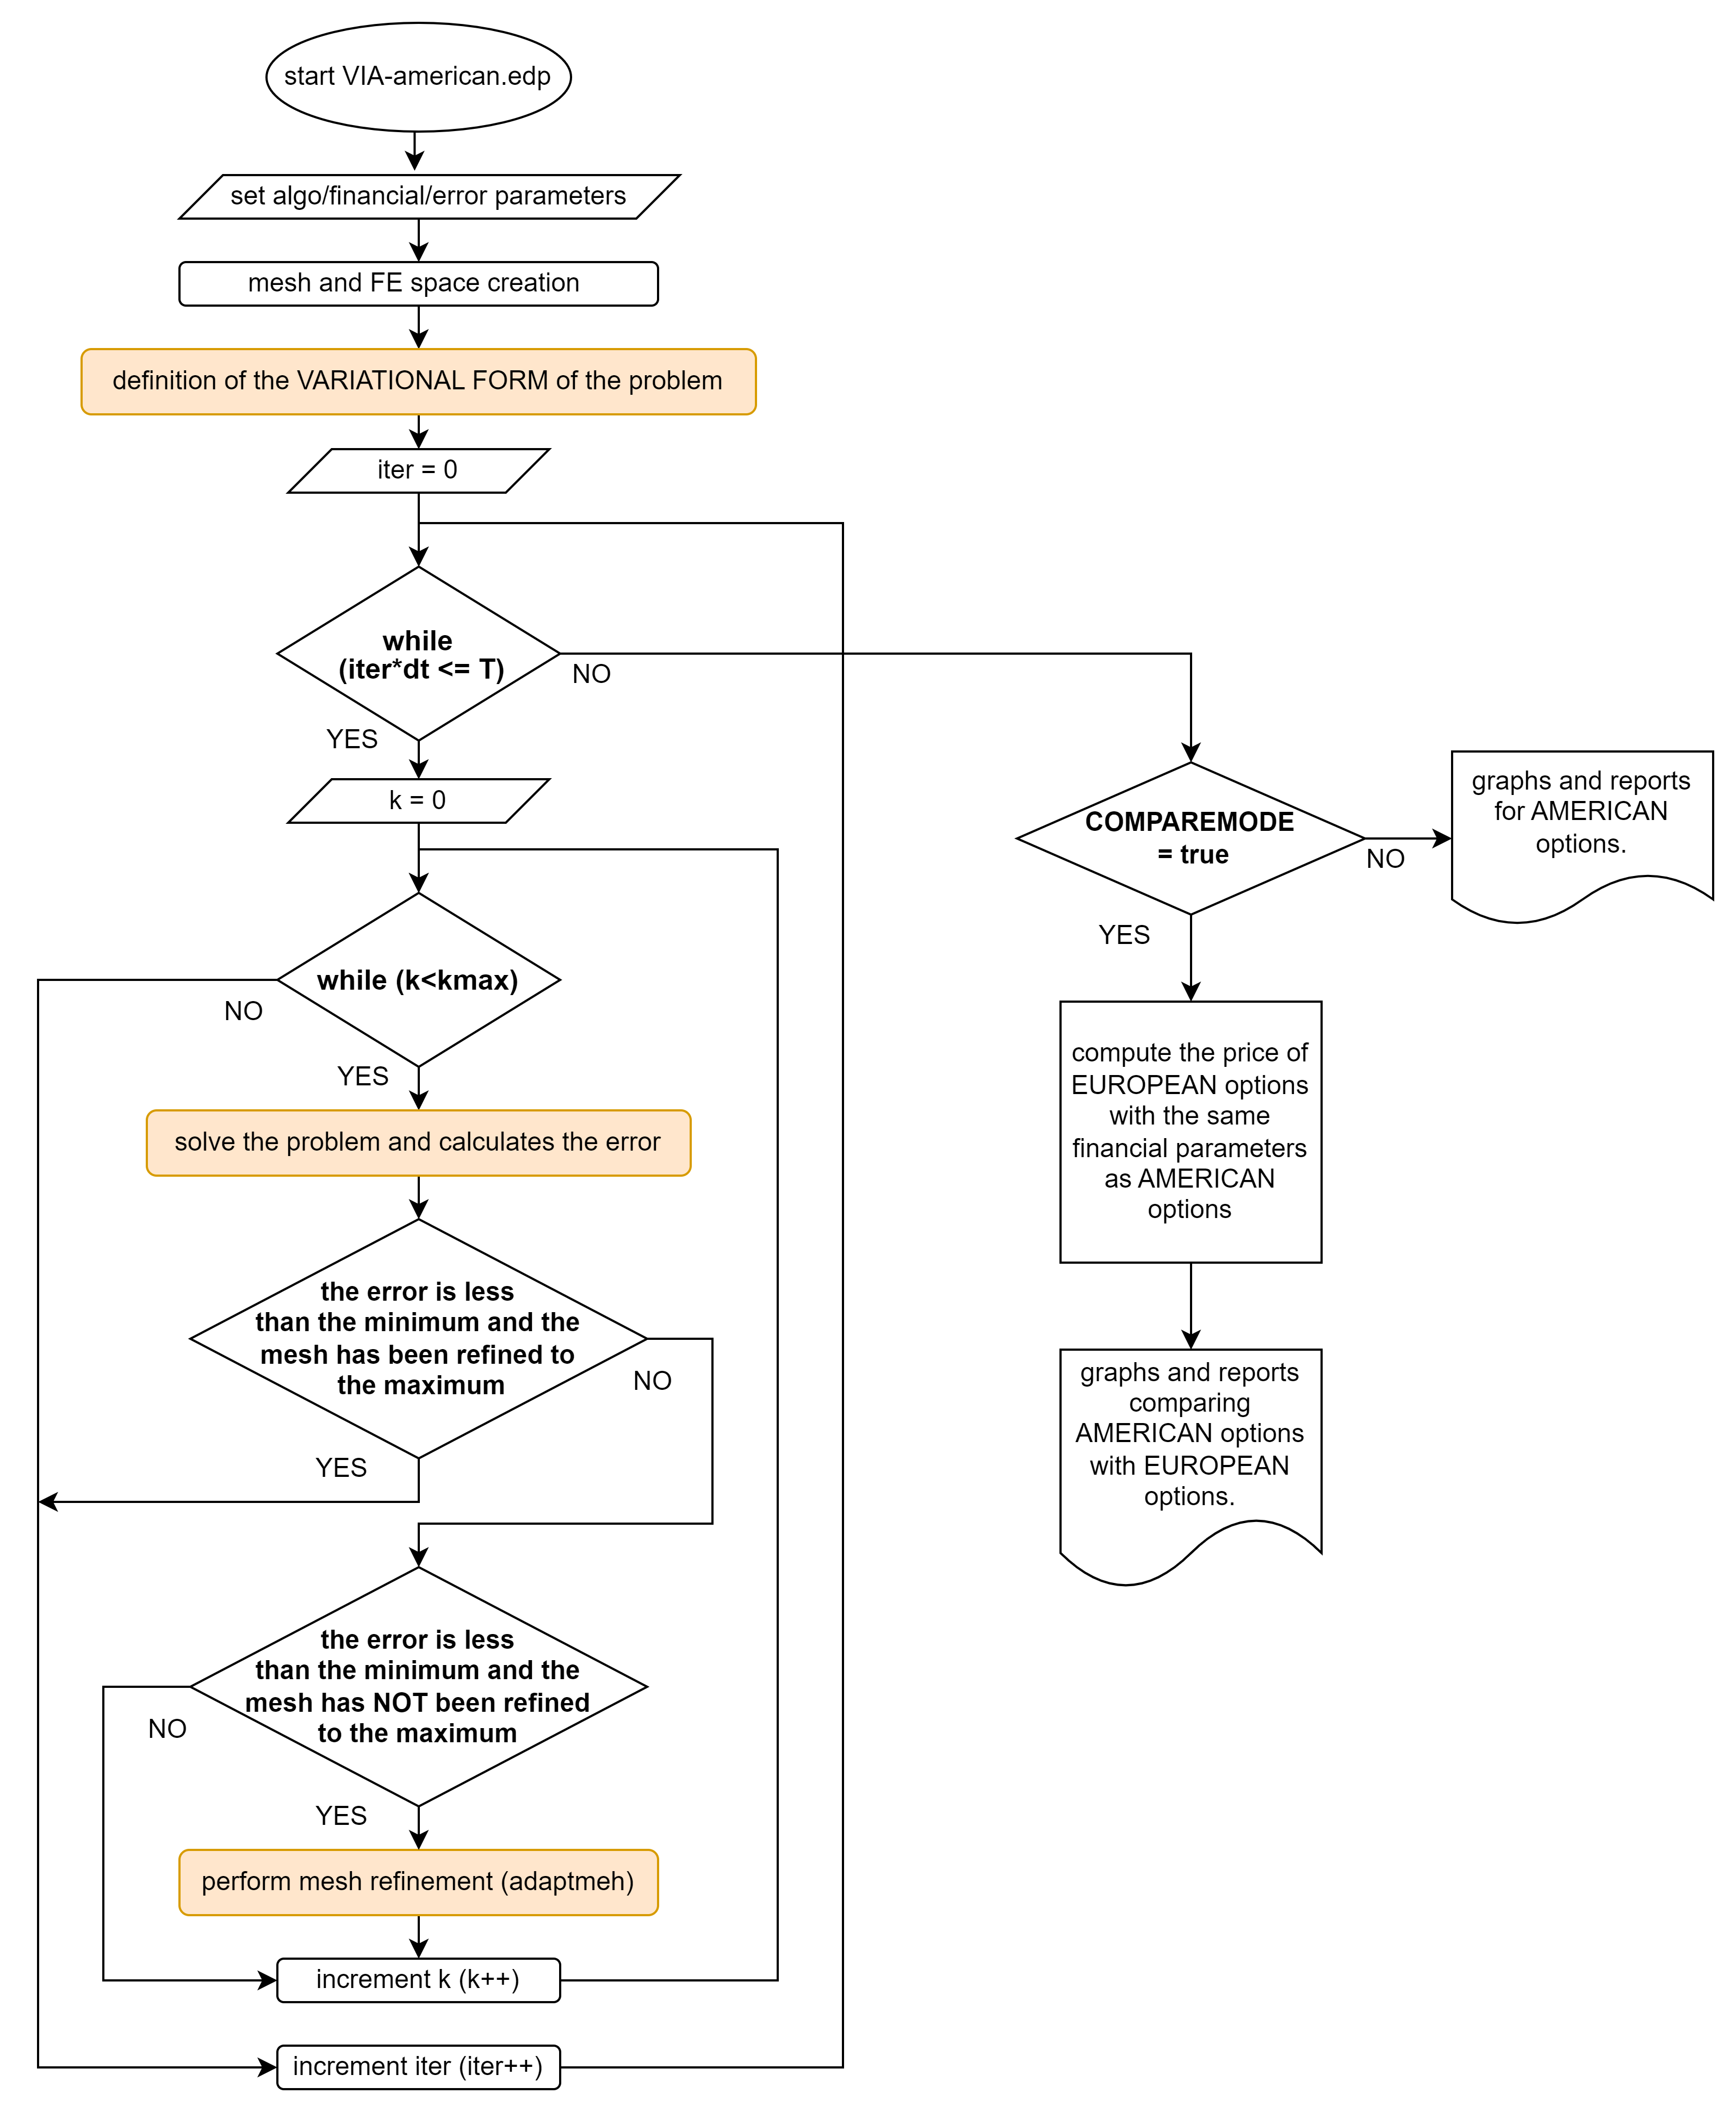 start VIA-american.edp
set algo/financial/error parameters
mesh and FE space creation
definition of the VARIATIONAL FORM of the problem
iter = 0
while
(iter*dt <= T)
NO
YES
k = 0
while (k<kmax)
NO
YES
solve the problem and calculates the error
the error is less
than the minimum and the
mesh has been refined to
the maximum
NO
YES
the error is less
than the minimum and the
mesh has NOT been refined
to the maximum
NO
YES
perform mesh refinement (adaptmeh)
increment k (k++)
increment iter (iter++)
COMPAREMODE
= true
NO
YES
graphs and reports
for AMERICAN
options.
compute the price of
EUROPEAN options
with the same
financial parameters
as AMERICAN
options
graphs and reports
comparing
AMERICAN options
with EUROPEAN
options.